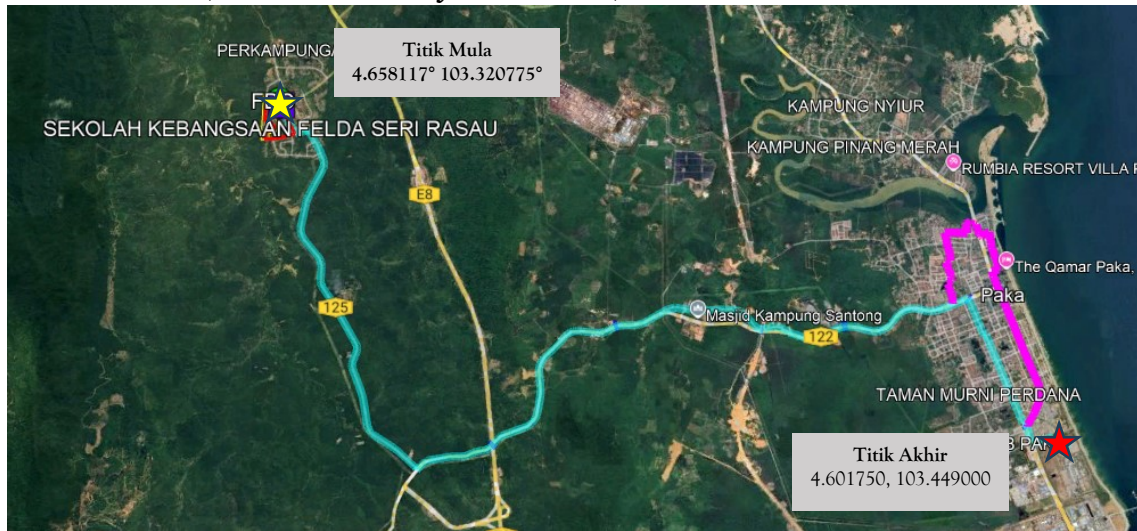 PERKAMPUNGA
Titik Mula
4.658117° 103.320775°
SEKOLAH KEBANGSAAN FELDA SERI RASAU
KAMPUNG NYIUR
KAMPUNG PINANG MERAH
RUMBIA RESORT VILLA
E8
The Qamar Paka,
Paka
125
Masjid Kampung Santong
122
TAMAN MURNI PERDANA
Titik Akhir
4.601750, 103.449000